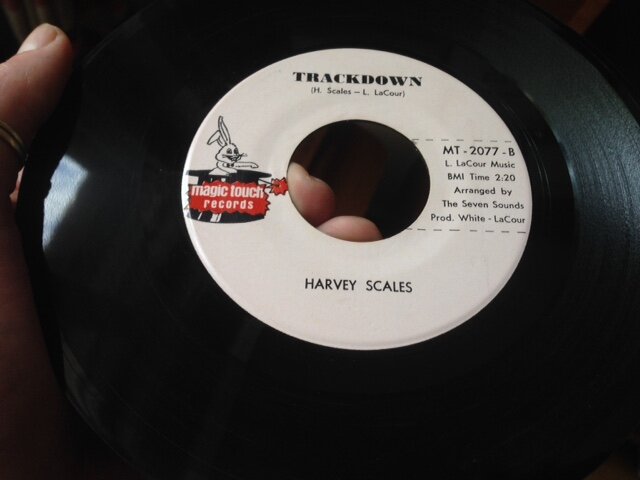 TRACKDOWN
(H. Scales - L. LaCour)
MT - 2077 - B
L. LaCour Music
BMI Time 2:20
Arranged by
The Seven Sounds
Prod. White - LaCour
magic touch
records
HARVEY SCALES